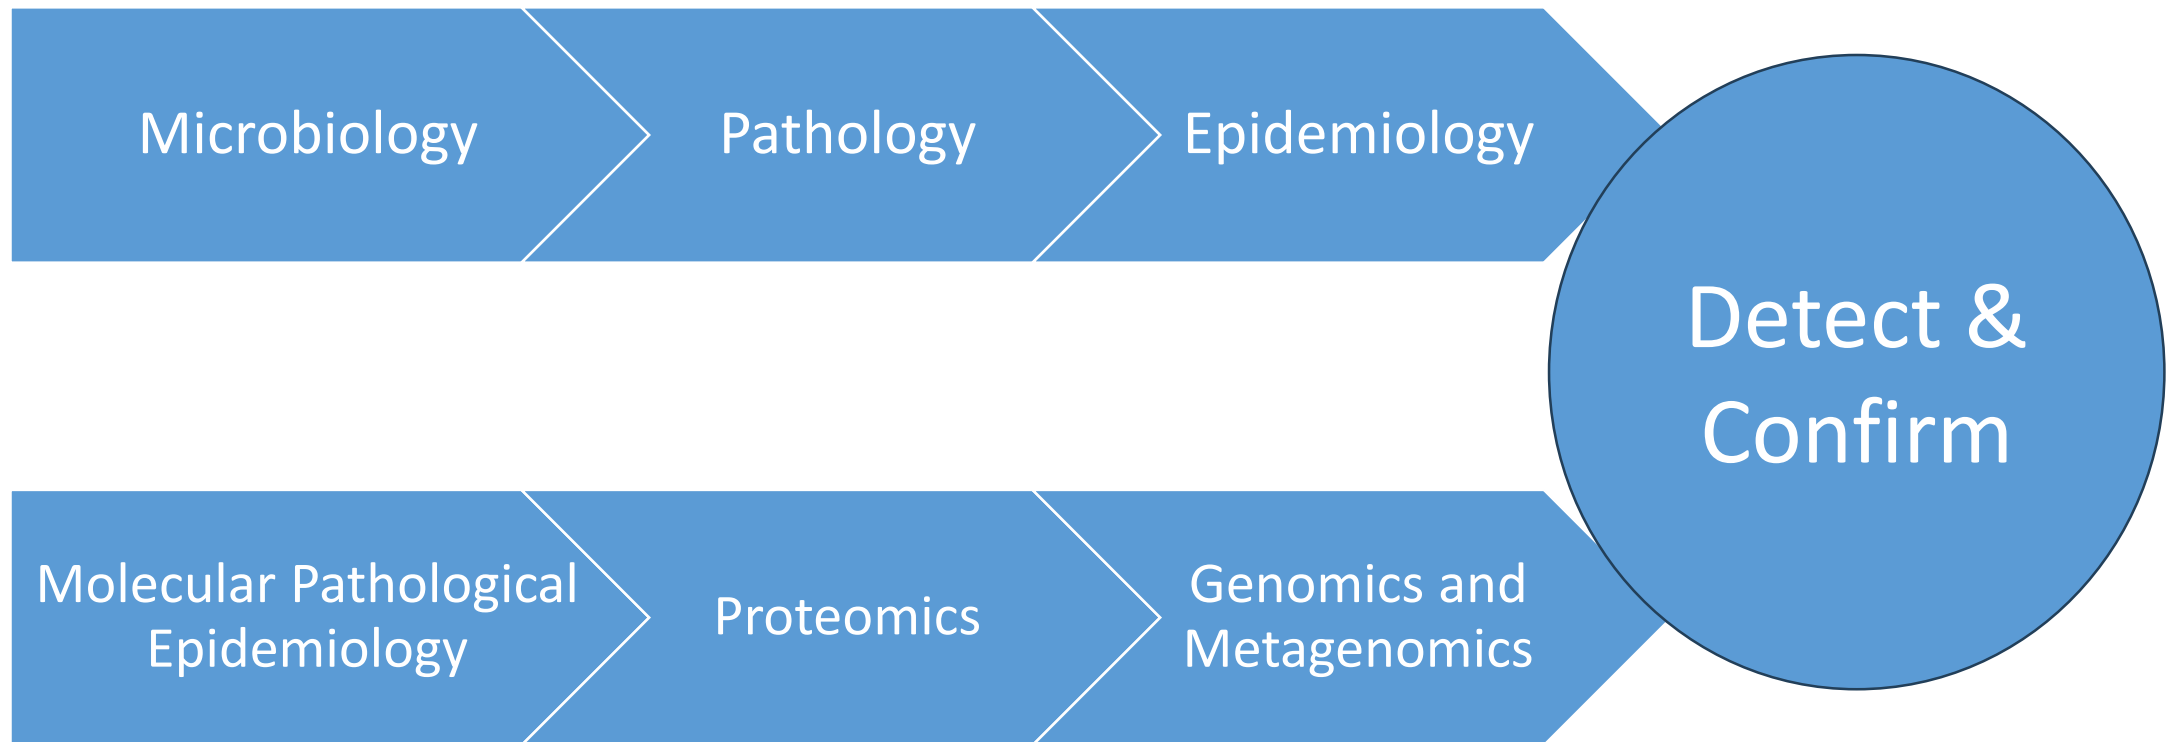 Microbiology
Pathology
Epidemiology
Detect &
Confirm
Molecular Pathological
Epidemiology
Proteomics
Genomics and
Metagenomics